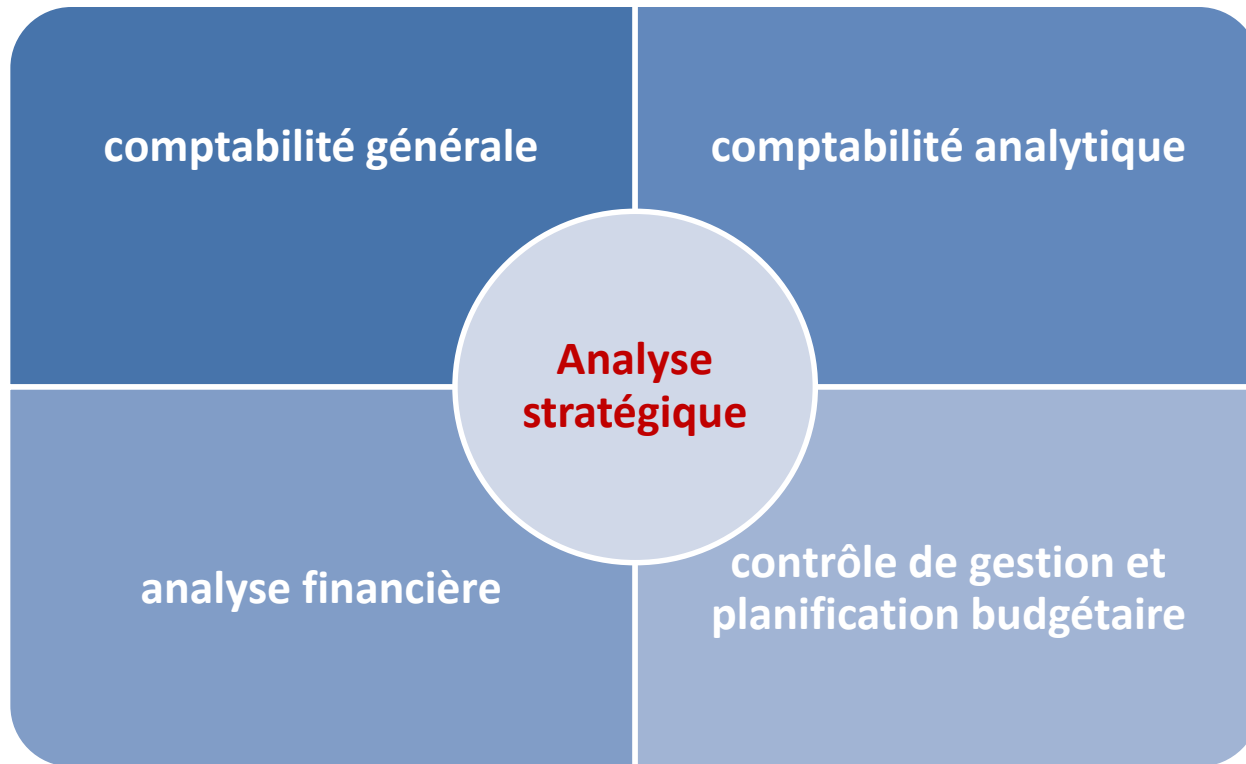 comptabilité générale
comptabilité analytique
Analyse
stratégique
analyse financière
contrôle de gestion et
planification budgétaire